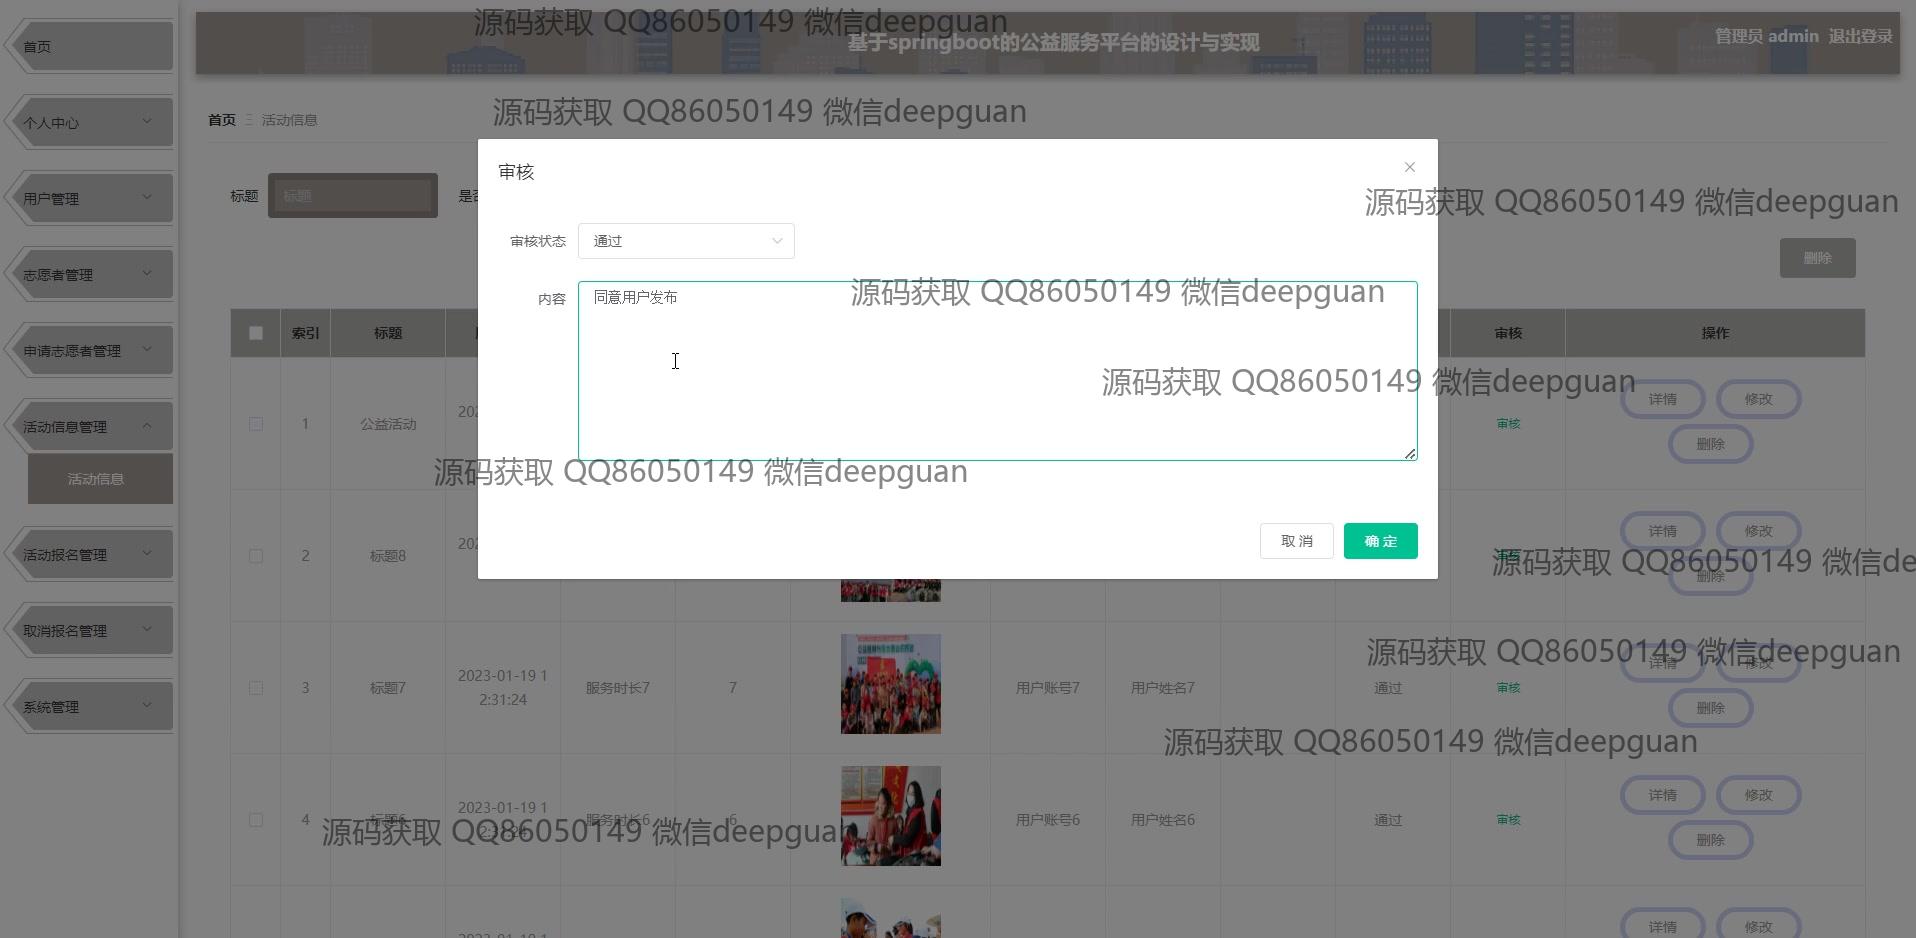 源码获取 QQ86050149 微信deepguan
基于springboot的公益服务平台的设计与实现
管理员 admin 退出登录
首页
个人中心
用户管理
志愿者管理
申请志愿者管理
活动信息管理
活动信息
活动报名管理
取消报名管理
系统管理
源码获取 QQ86050149 微信deepguan
首页 活动信息
标题 标题
源码获取 QQ86050149 微信deepguan
删除
审核
审核状态 通过
内容 同意用户发布
源码获取 QQ86050149 微信deepguan
源码获取 QQ86050149 微信deepguan
源码获取 QQ86050149 微信deepguan
取消 确定
索引 标题 审核 操作
1 公益活动 202 审核 详情 修改
删除
2 标题8 202 详情 修改
源码获取 QQ86050149 微信de
删除
源码获取 QQ86050149 微信deepguan
3 标题7 2023-01-19 1
2:31:24 服务时长7 7 用户账号7 用户姓名7 通过 审核 详情 修改
删除
源码获取 QQ86050149 微信deepguan
4 标题6 2023-01-19 1
2:31:24 服务时长6 6 用户账号6 用户姓名6 通过 审核 详情 修改
删除
源码获取 QQ86050149 微信deepguan
详情 修改